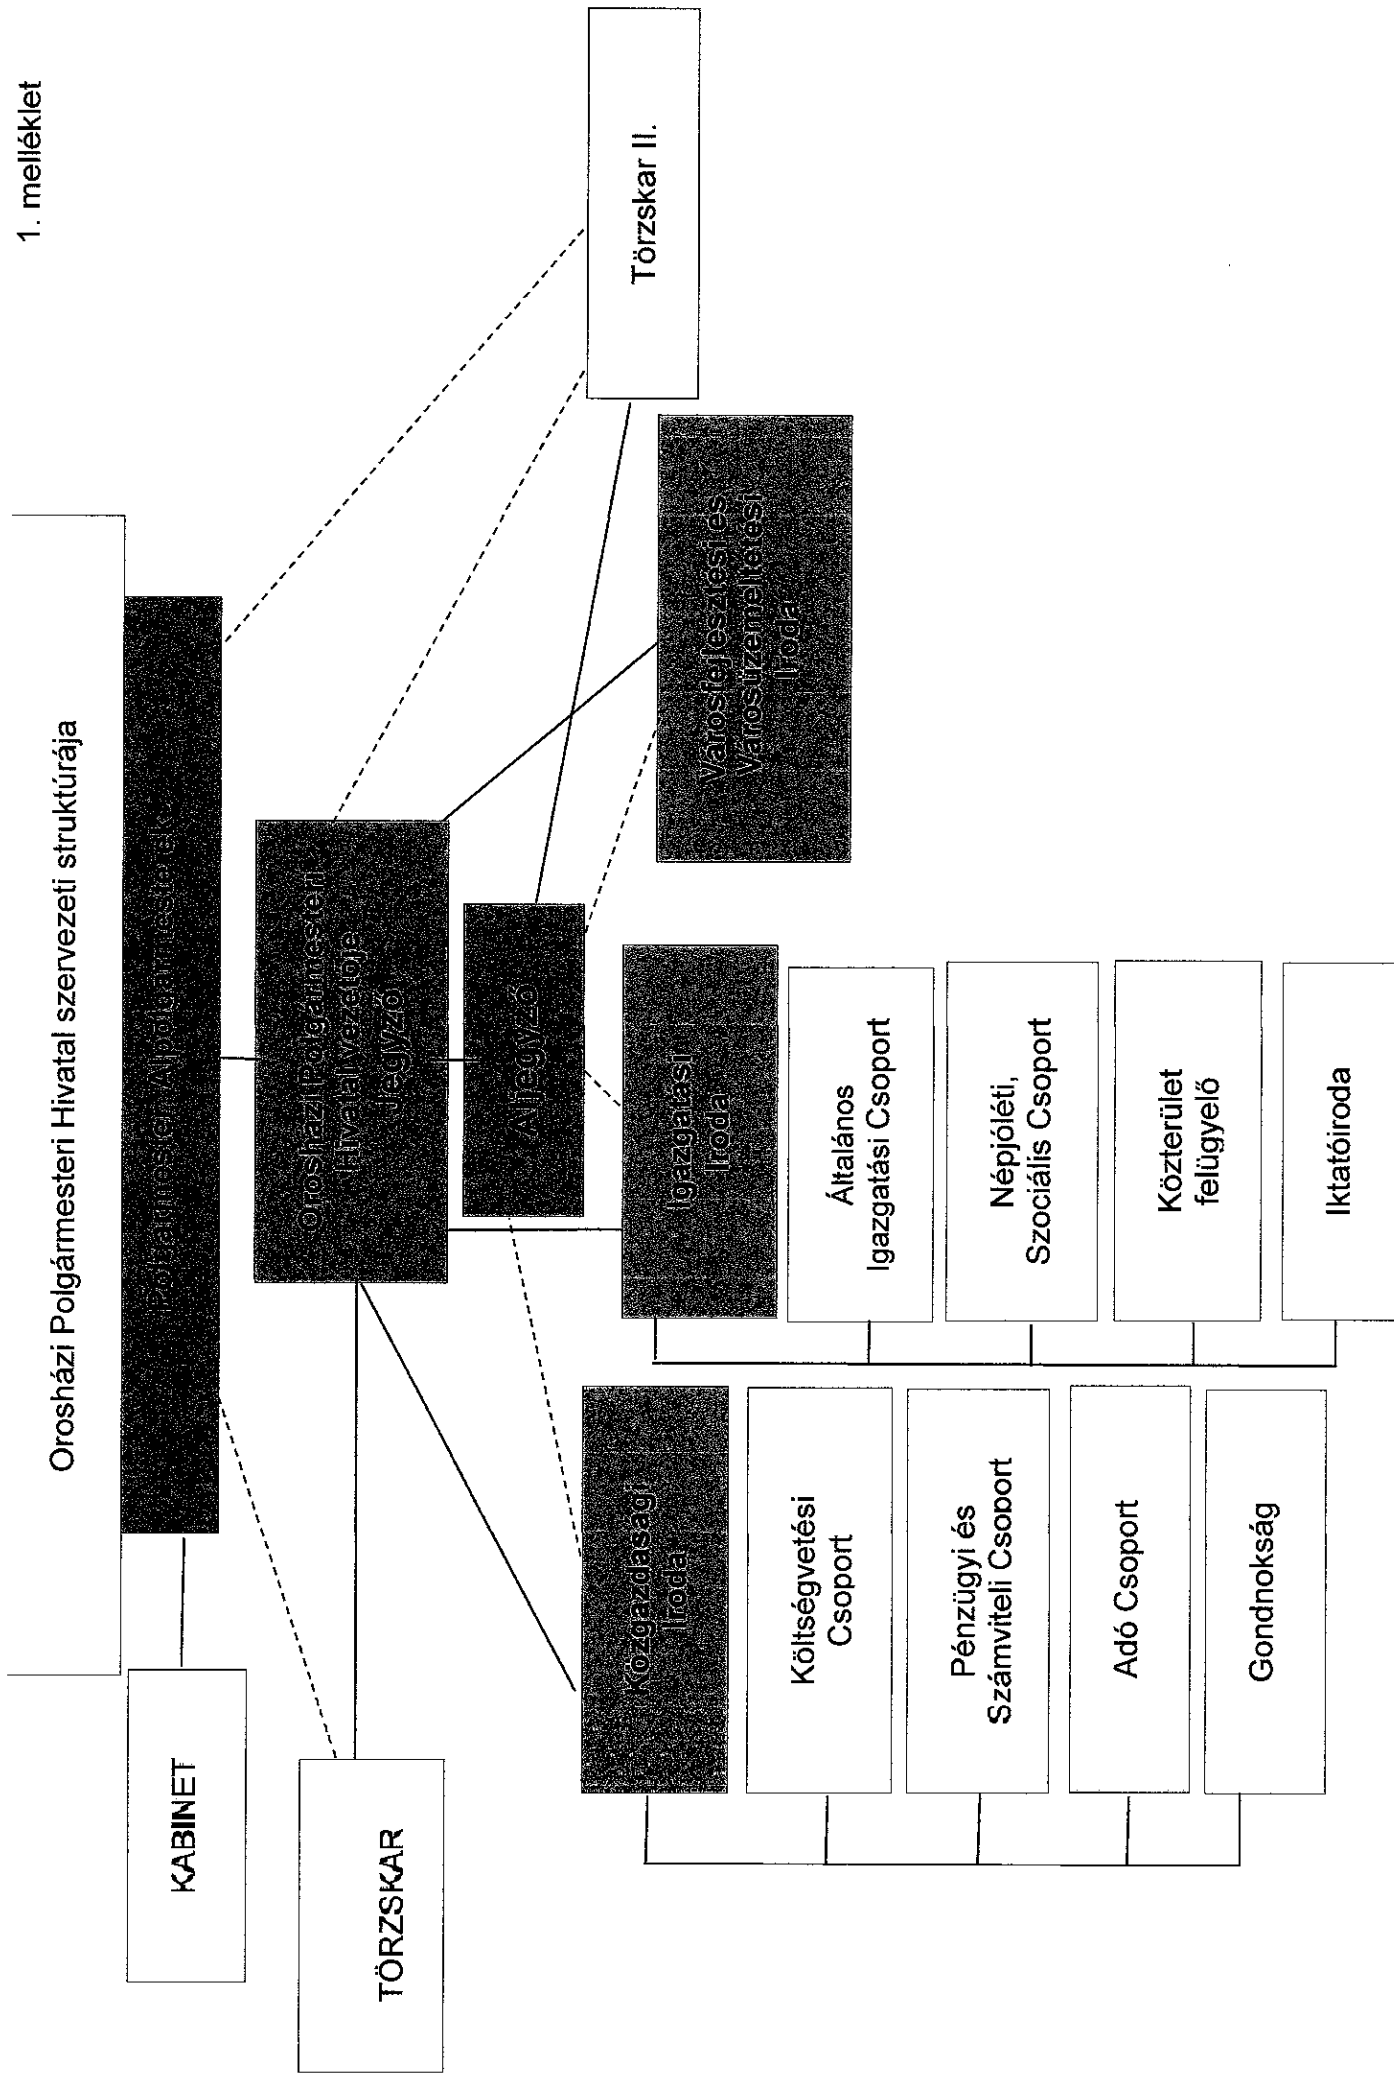 1. melléklet
Orosházi Polgármesteri Hivatal szervezeti struktúrája
Polgármester, Alpolgármesterek
KABINET
Orosházi Polgármesteri
Hivatal vezetője
Jegyző
TÖRZSKAR
Aljegyző
Törzskar II.
Közgazdasági
Iroda
Igazgatási
Iroda
Városfejlesztési és
Városüzemeltetési
Iroda
Költségvetési
Csoport
Pénzügyi és
Számviteli Csoport
Adó Csoport
Gondnokság
Általános
Igazgatási Csoport
Népjóléti,
Szociális Csoport
Közterület
felügyelő
Iktatóiroda